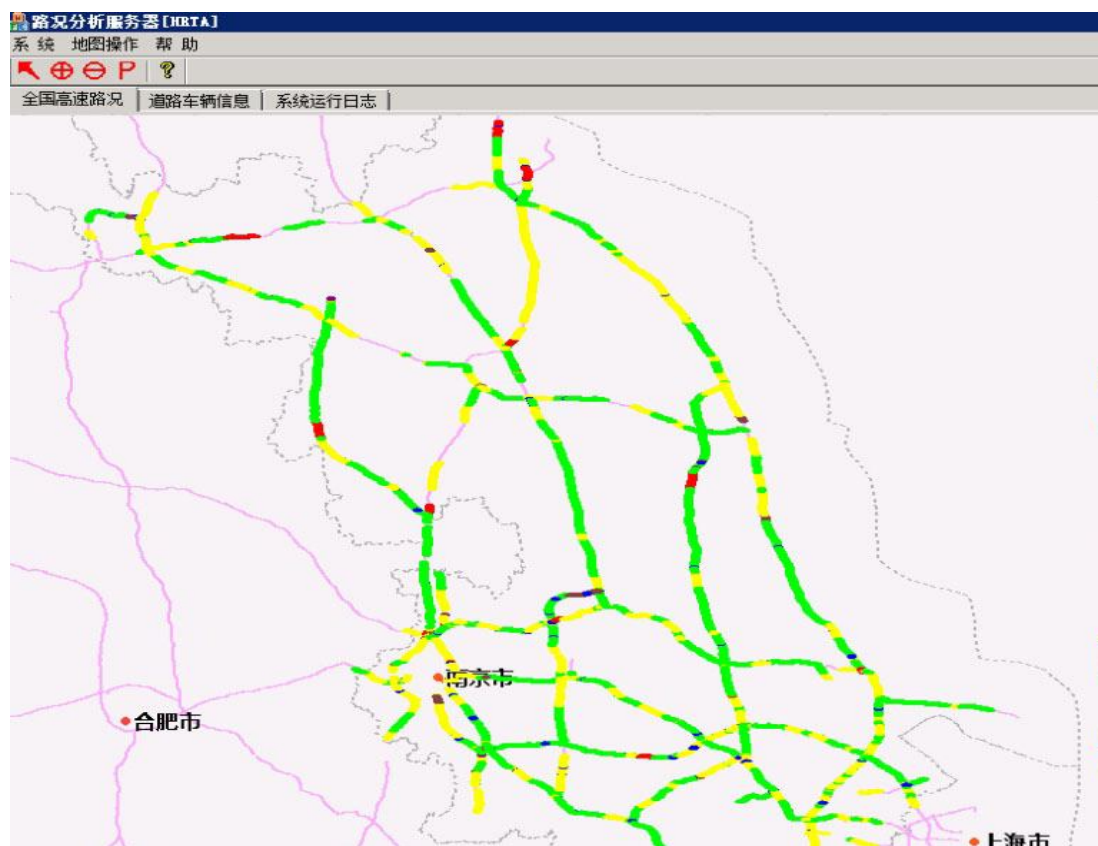 路况分析服务器[HRTA]
系 统 地图操作 帮 助
P ?
全国高速路况 道路车辆信息 系统运行日志
南京市
合肥市
上海市